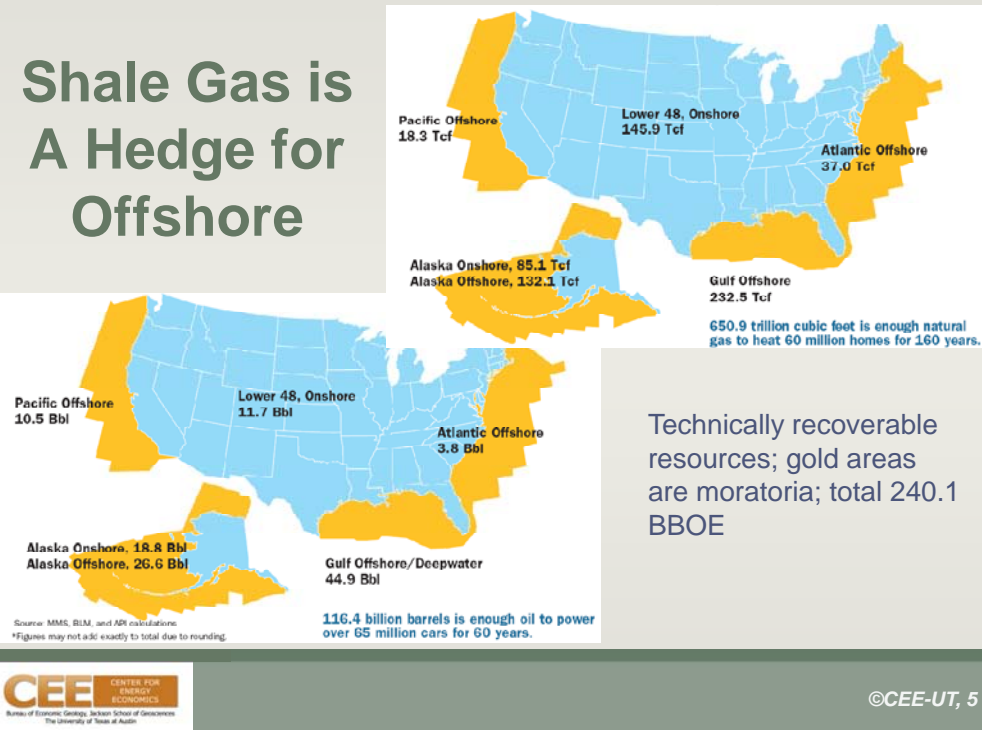 Shale Gas is
A Hedge for
Offshore
Pacific Offshore
18.3 Tcf
Lower 48, Onshore
145.9 Tcf
Atlantic Offshore
37.0 Tcf
Alaska Onshore, 85.1 Tcf
Alaska Offshore, 132.1 Tcf
Gulf Offshore
232.5 Tcf
650.9 trillion cubic feet is enough natural
gas to heat 60 million homes for 160 years.
Pacific Offshore
10.5 Bbl
Lower 48, Onshore
11.7 Bbl
Atlantic Offshore
3.8 Bbl
Alaska Onshore, 18.8 Bbl
Alaska Offshore, 26.6 Bbl
Gulf Offshore/Deepwater
44.9 Bbl
Source: MMS, BLM, and API calculations
*Figures may not add exactly to total due to rounding.
116.4 billion barrels is enough oil to power
over 65 million cars for 60 years.
Technically recoverable
resources; gold areas
are moratoria; total 240.1
BBOE
CEE
CENTER FOR
ENERGY
ECONOMICS
Bureau of Economic Geology, Jackson School of Geosciences
The University of Texas at Austin
©CEE-UT, 5